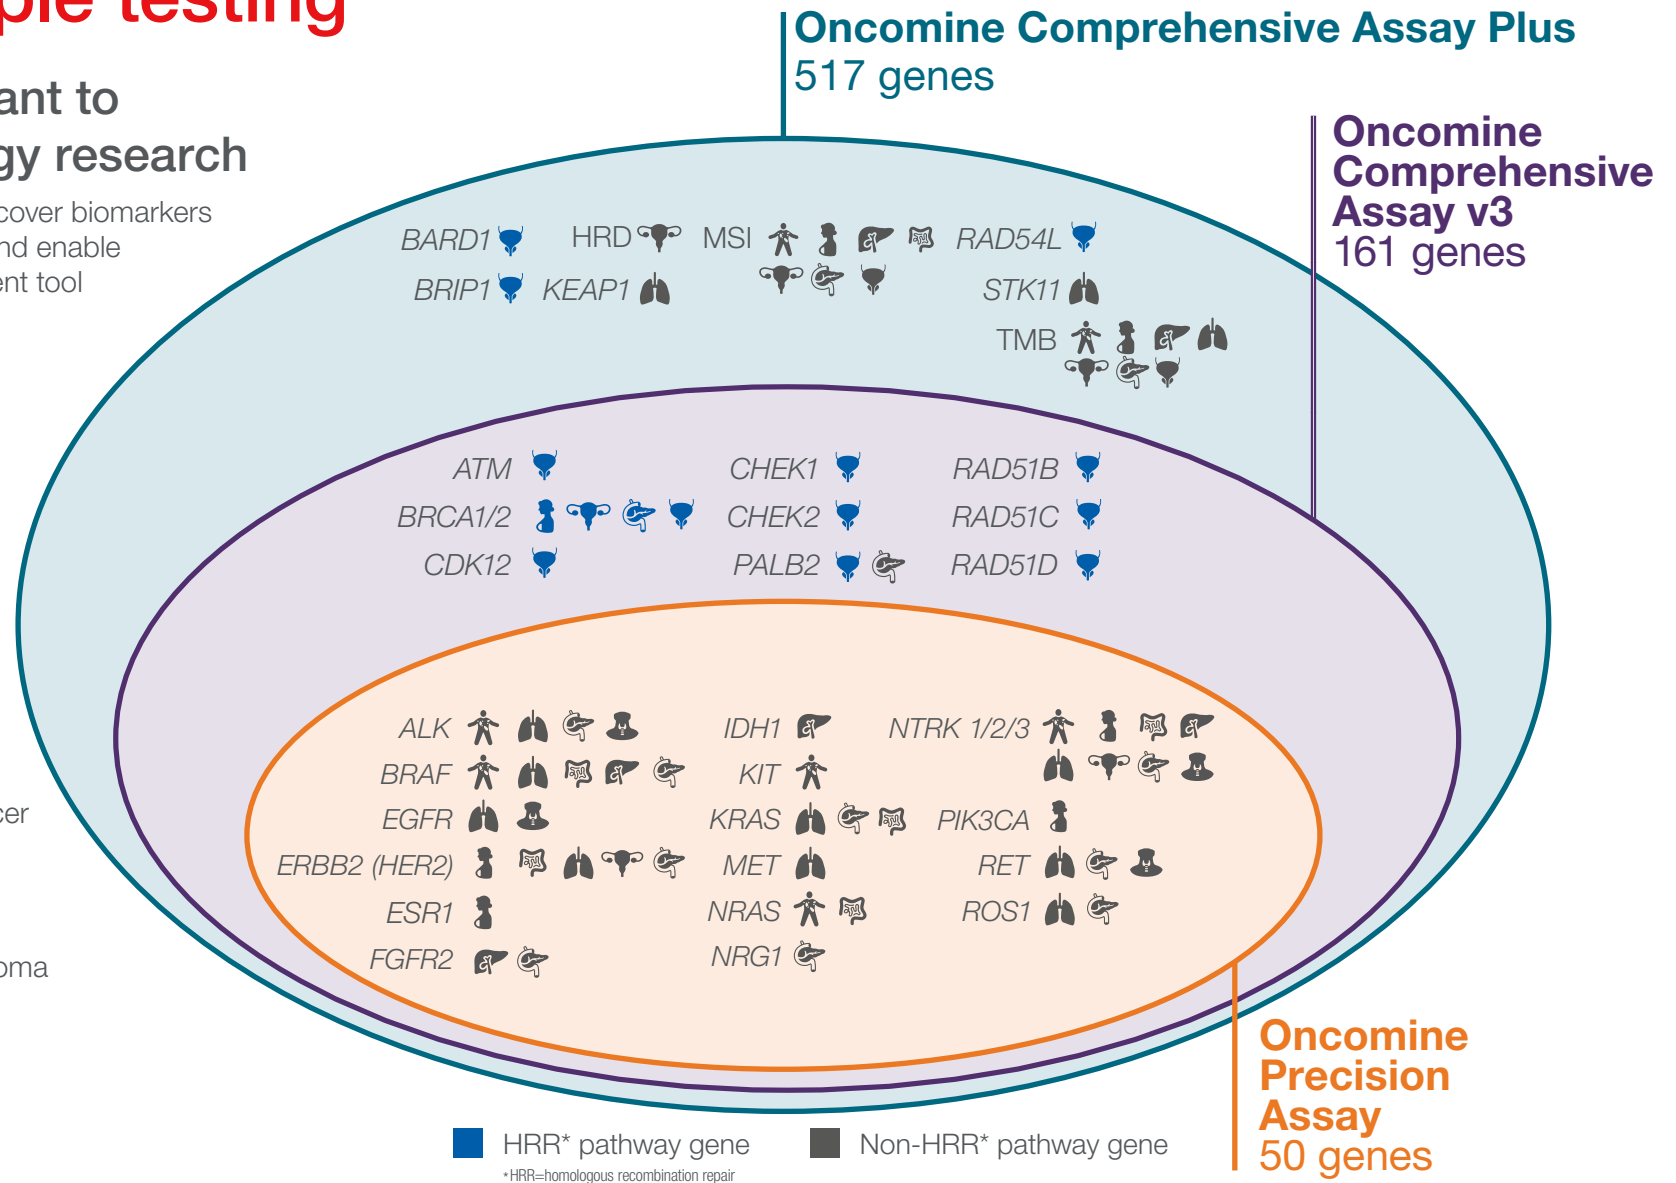 ple testing
ant to
gy research
cover biomarkers
nd enable
ent tool
cer
oma
Oncomine Comprehensive Assay Plus
517 genes
Oncomine
Comprehensive
Assay v3
161 genes
BARD1 HRD MSI RAD54L
BRIP1 KEAP1 STK11
TMB
ATM CHEK1 RAD51B
BRCA1/2 CHEK2 RAD51C
CDK12 PALB2 RAD51D
ALK IDH1 NTRK 1/2/3
BRAF KIT
EGFR KRAS PIK3CA
ERBB2 (HER2) MET RET
ESR1 NRAS ROS1
FGFR2 NRG1
Oncomine
Precision
Assay
50 genes
HRR* pathway gene Non-HRR* pathway gene
*HRR=homologous recombination repair